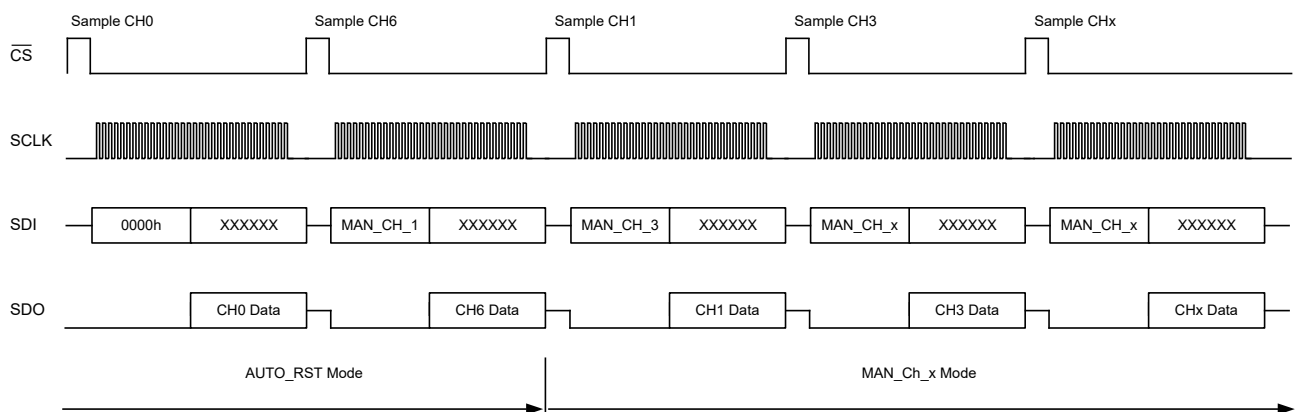 Sample CH0 Sample CH6 Sample CH1 Sample CH3 Sample CHx
CS
SCLK
SDI 0000h XXXXXX MAN_CH_1 XXXXXX MAN_CH_3 XXXXXX MAN_CH_x XXXXXX MAN_CH_x XXXXXX
SDO CH0 Data CH6 Data CH1 Data CH3 Data CHx Data
AUTO_RST Mode MAN_Ch_x Mode